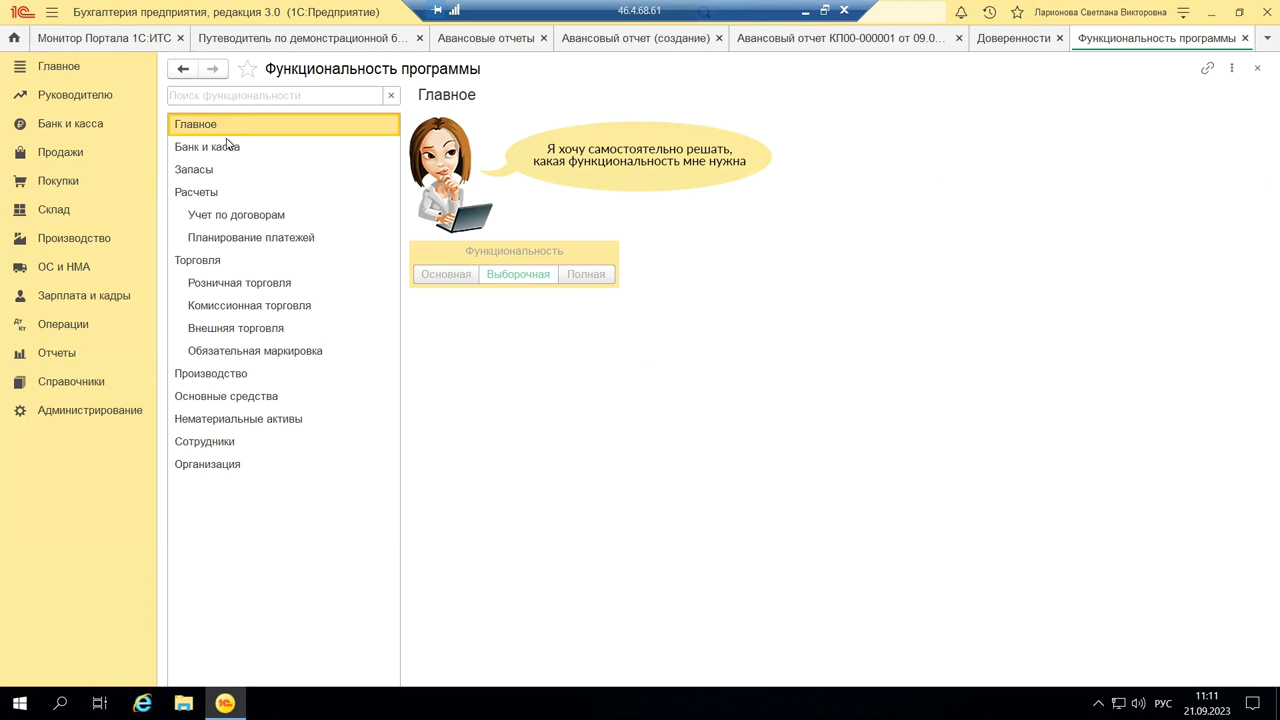 Бухгалтерия предприятия, редакция 3.0 (1С:Предприятие)
46.4.68.61
Ларионова Светлана Викторовна
Монитор Портала 1С:ИТС
Путеводитель по демонстрационной б...
Авансовые отчеты
Авансовый отчет (создание)
Авансовый отчет КП00-000001 от 09.0...
Доверенности
Функциональность программы
Главное
Руководителю
Банк и касса
Продажи
Покупки
Склад
Производство
ОС и НМА
Зарплата и кадры
Операции
Отчеты
Справочники
Администрирование
Функциональность программы
Поиск функциональности
Главное
Банк и касса
Запасы
Расчеты
Учет по договорам
Планирование платежей
Торговля
Розничная торговля
Комиссионная торговля
Внешняя торговля
Обязательная маркировка
Производство
Основные средства
Нематериальные активы
Сотрудники
Организация
Главное
Я хочу самостоятельно решать,
какая функциональность мне нужна
Функциональность
Основная
Выборочная
Полная
РУС
11:11
21.09.2023